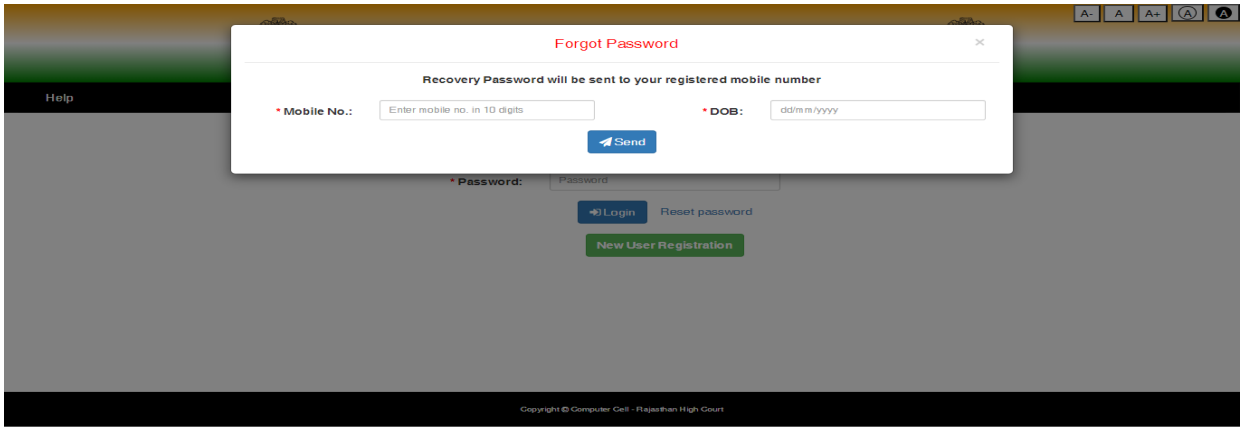 A- A A+ A A
Forgot Password ×
Recovery Password will be sent to your registered mobile number
Help
* Mobile No.: Enter mobile no. in 10 digits * DOB: dd/mm/yyyy
Send
* Password: Password
Login Reset password
New User Registration
Copyright © Computer Cell - Rajasthan High Court